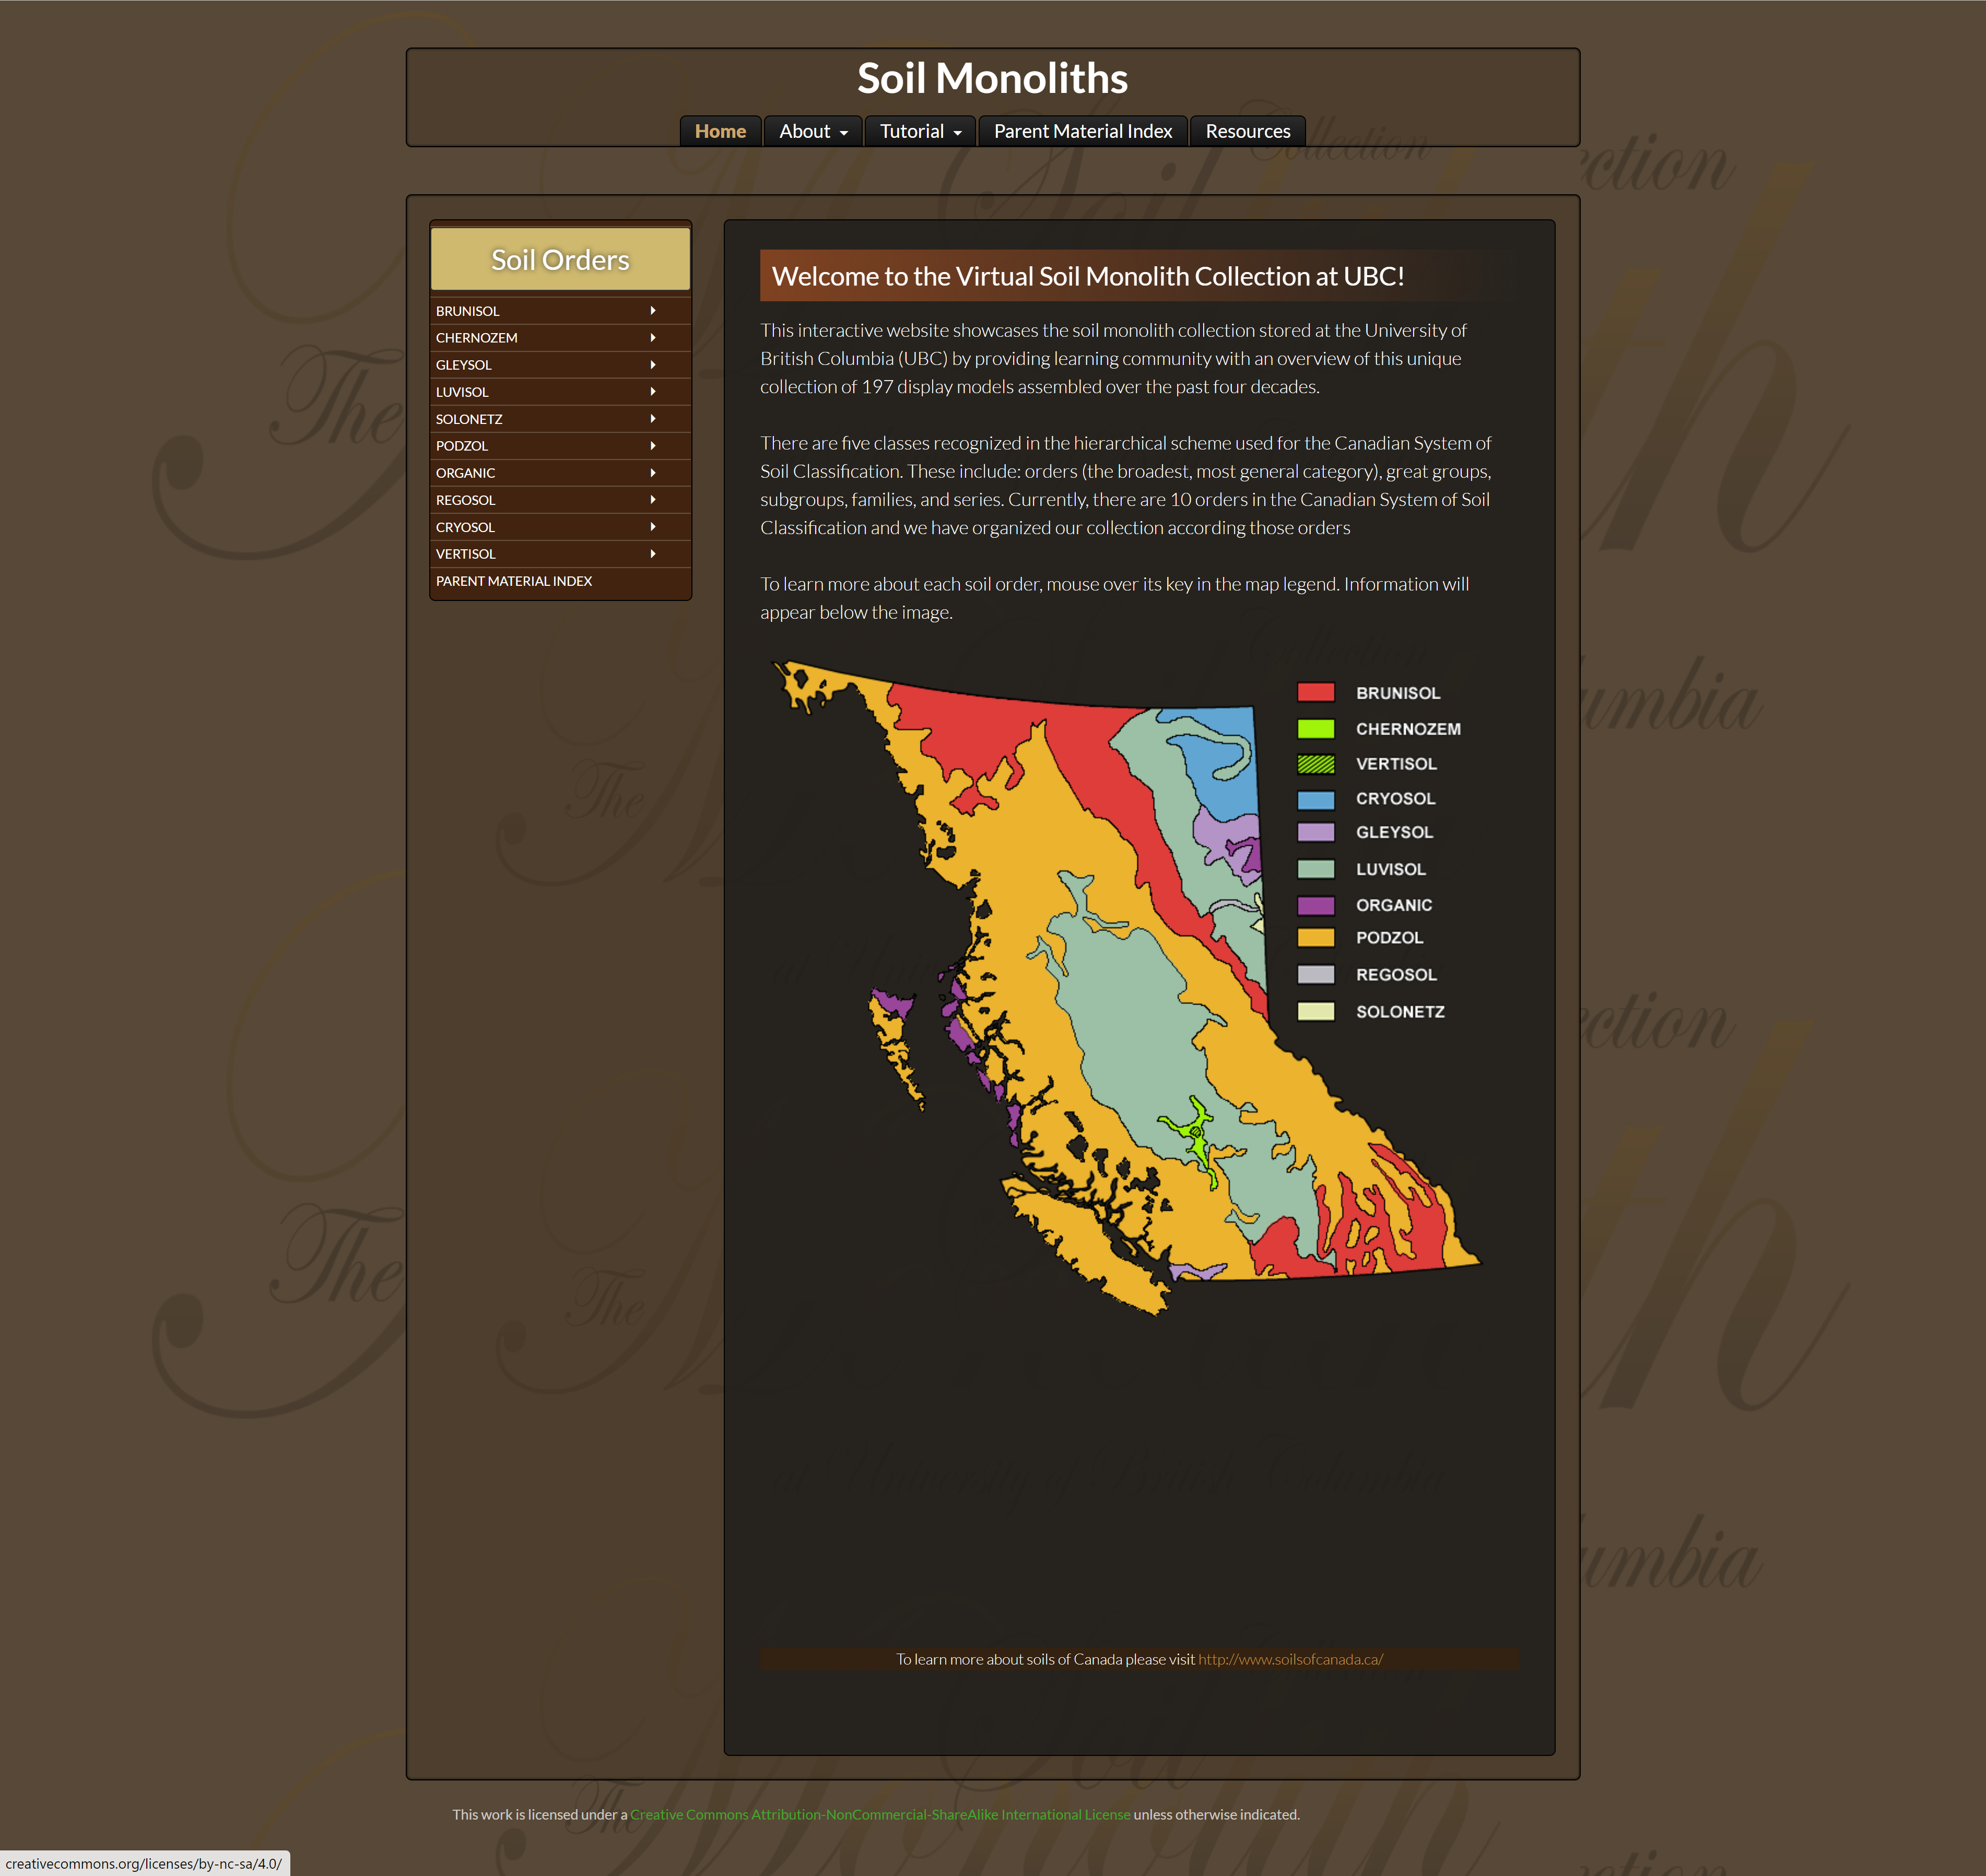 Soil Monoliths
Home
About
Tutorial
Parent Material Index
Resources
Soil Orders
BRUNISOL
CHERNOZEM
GLEYSOL
LUVISOL
SOLONETZ
PODZOL
ORGANIC
REGOSOL
CRYOSOL
VERTISOL
PARENT MATERIAL INDEX
Welcome to the Virtual Soil Monolith Collection at UBC!
This interactive website showcases the soil monolith collection stored at the University of
British Columbia (UBC) by providing learning community with an overview of this unique
collection of 197 display models assembled over the past four decades.
There are five classes recognized in the hierarchical scheme used for the Canadian System of
Soil Classification. These include: orders (the broadest, most general category), great groups,
subgroups, families, and series. Currently, there are 10 orders in the Canadian System of Soil
Classification and we have organized our collection according those orders
To learn more about each soil order, mouse over its key in the map legend. Information will
appear below the image.
BRUNISOL
CHERNOZEM
VERTISOL
CRYOSOL
GLEYSOL
LUVISOL
ORGANIC
PODZOL
REGOSOL
SOLONETZ
To learn more about soils of Canada please visit http://www.soilsofcanada.ca/
This work is licensed under a Creative Commons Attribution-NonCommercial-ShareAlike International License unless otherwise indicated.
creativecommons.org/licenses/by-nc-sa/4.0/